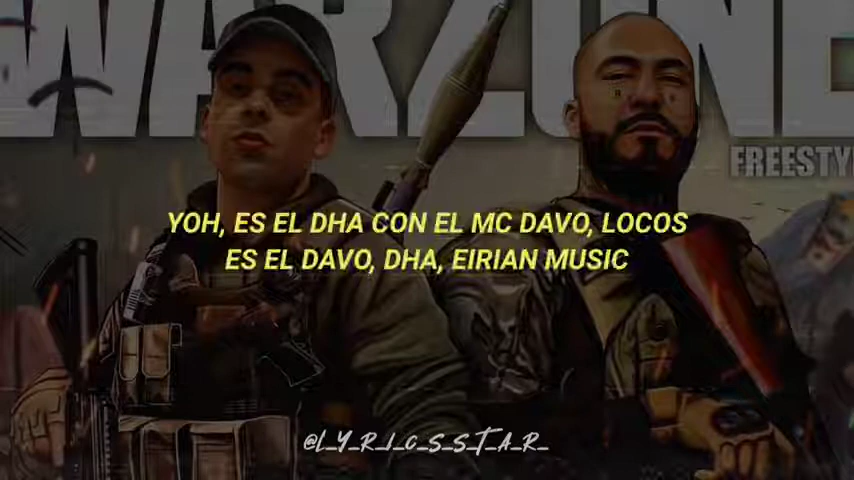 WARZONE
FREESTY
YOH, ES EL DHA CON EL MC DAVO, LOCOS
ES EL DAVO, DHA, EIRIAN MUSIC
@L_Y_R_I_C_S_S_T_A_R_